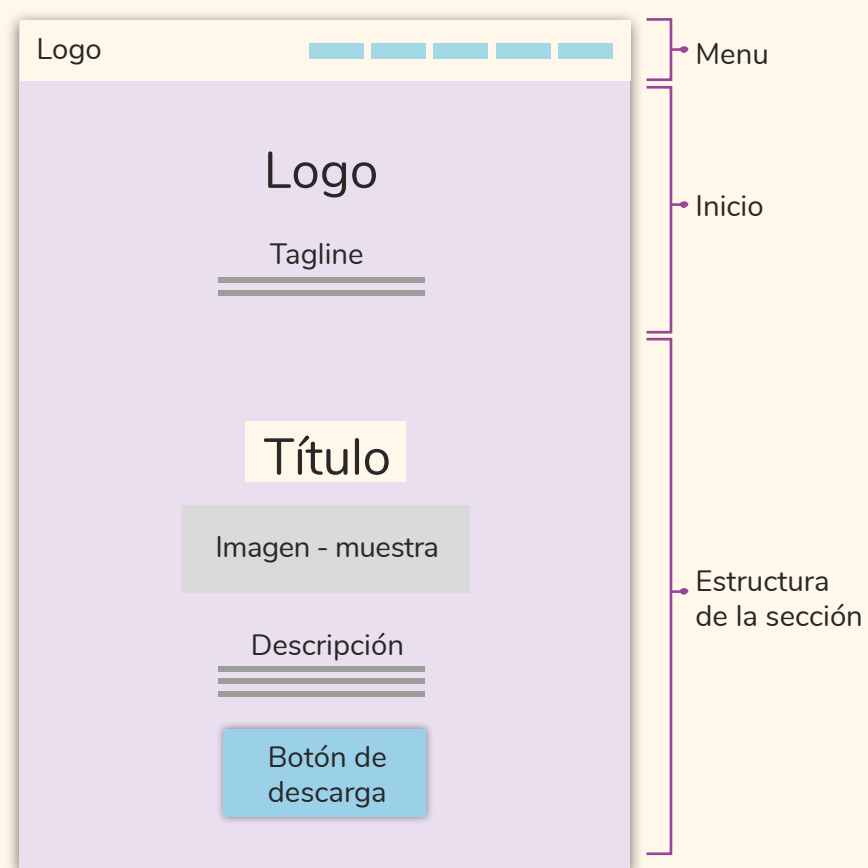 Logo
Menu
Logo
Inicio
Tagline
Título
Imagen - muestra
Estructura
de la sección
Descripción
Botón de
descarga